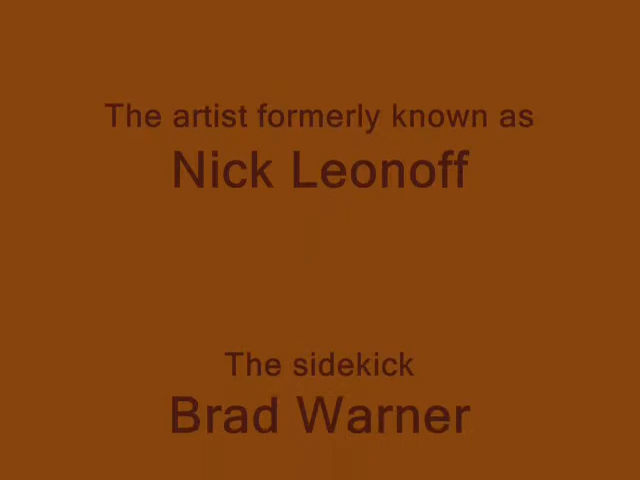 The artist formerly known as
Nick Leonoff
The sidekick
Brad Warner